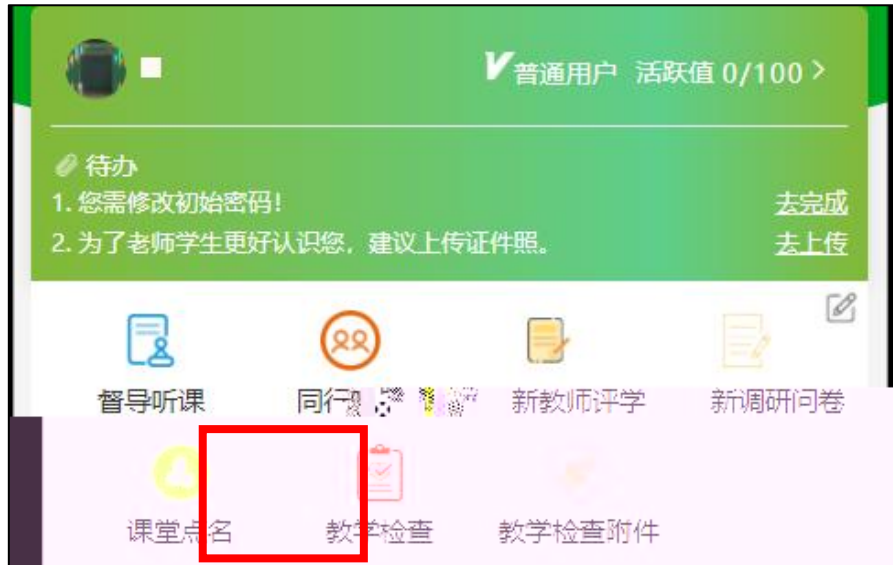 普通用户 活跃值 0/100 >
待办
1. 您需修改初始密码! 去完成
2. 为了老师学生更好认识您，建议上传证件照。 去上传
督导听课 同行 新教师评学 新调研问卷
课堂点名 教学检查 教学检查附件